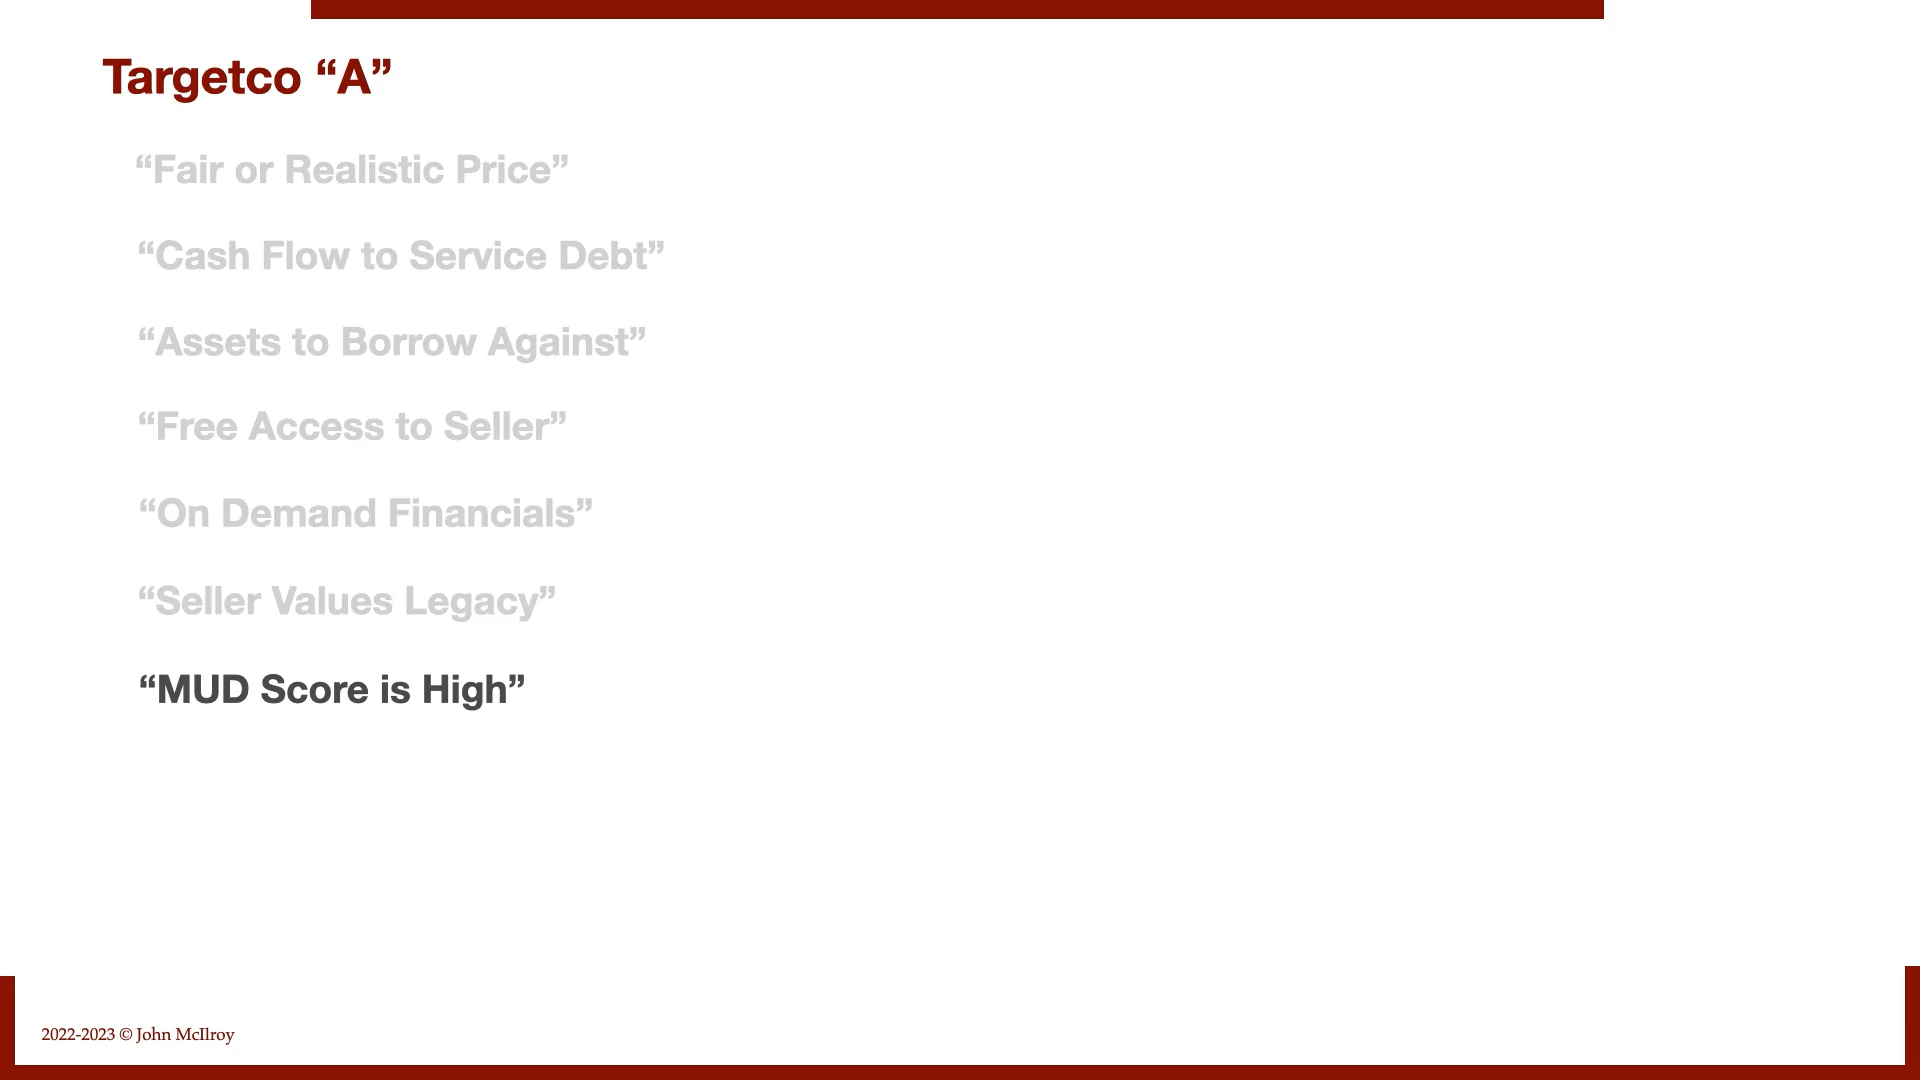 Targetco “A”
“Fair or Realistic Price”
“Cash Flow to Service Debt”
“Assets to Borrow Against”
“Free Access to Seller”
“On Demand Financials”
“Seller Values Legacy”
“MUD Score is High”
2022-2023 © John McIlroy